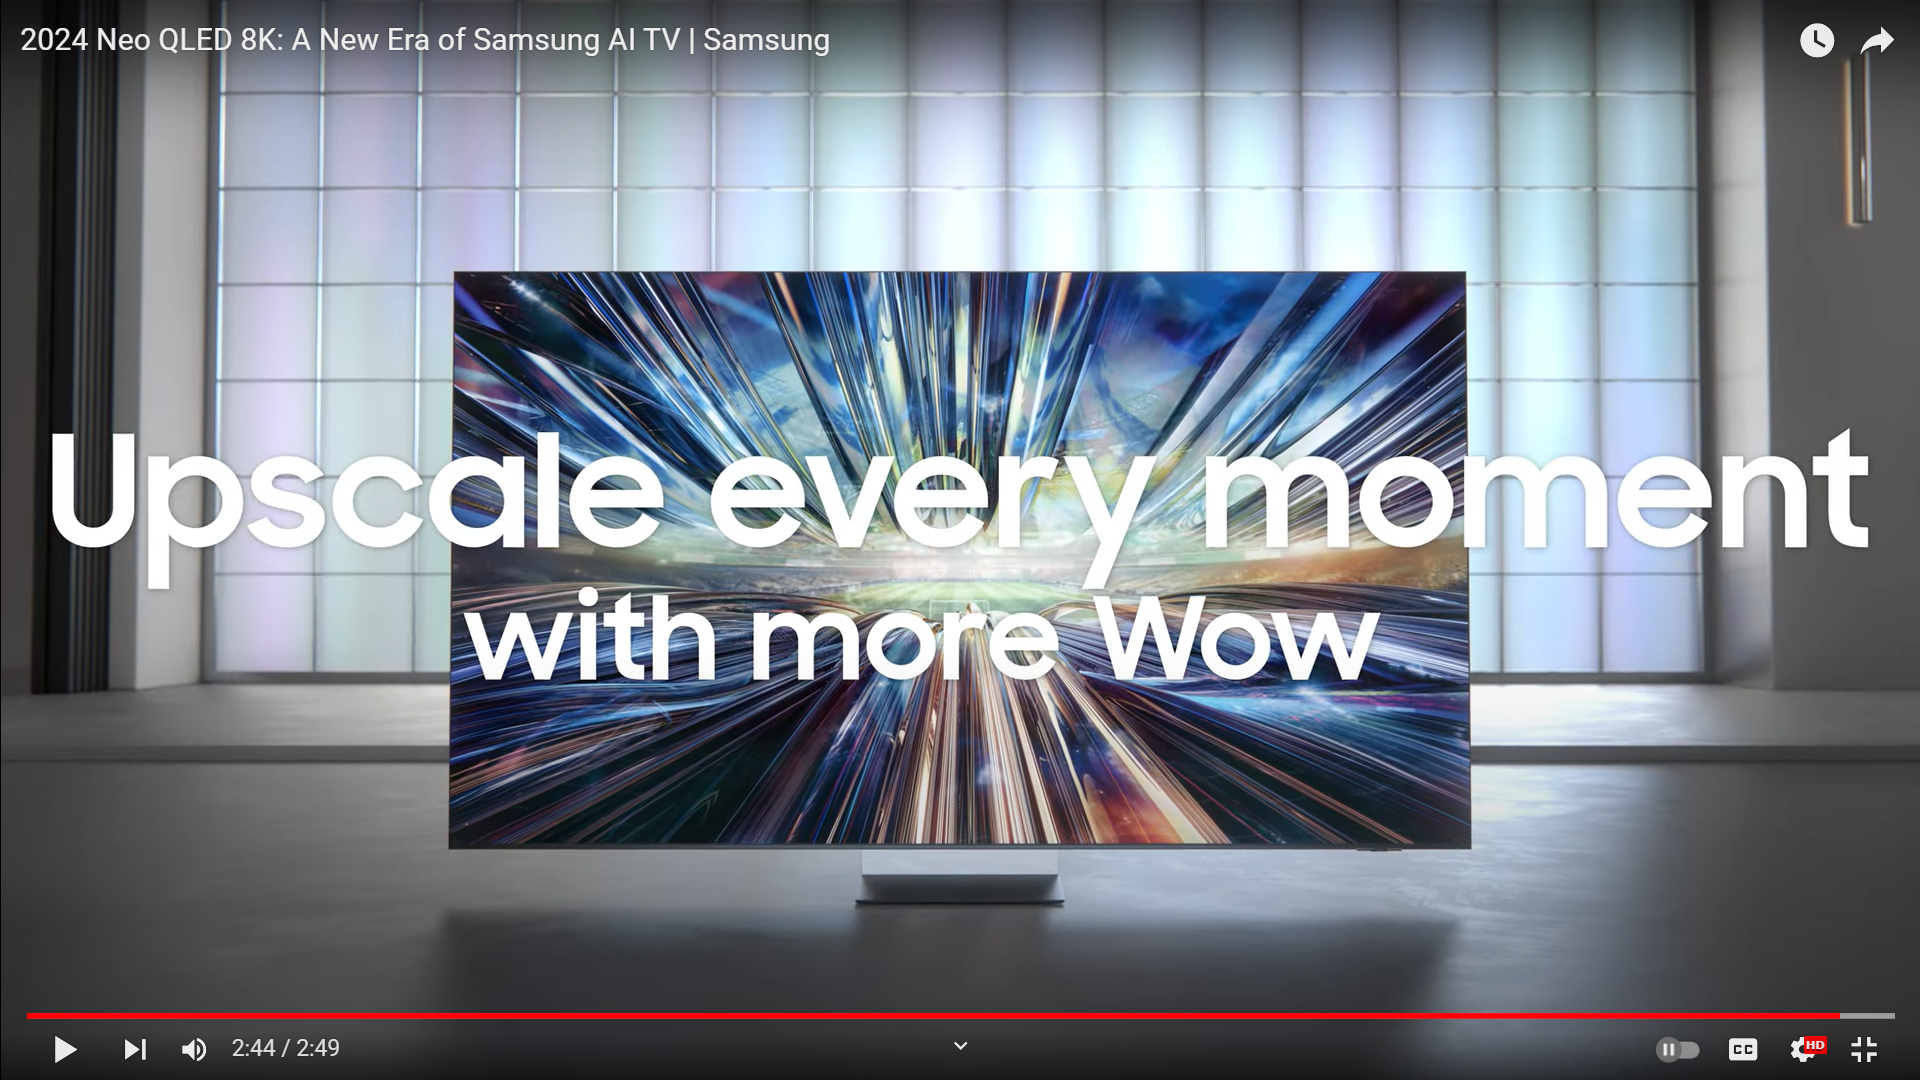 2024 Neo QLED 8K: A New Era of Samsung AI TV | Samsung
Upscale every moment
with more Wow
2:44 / 2:49
CC
HD